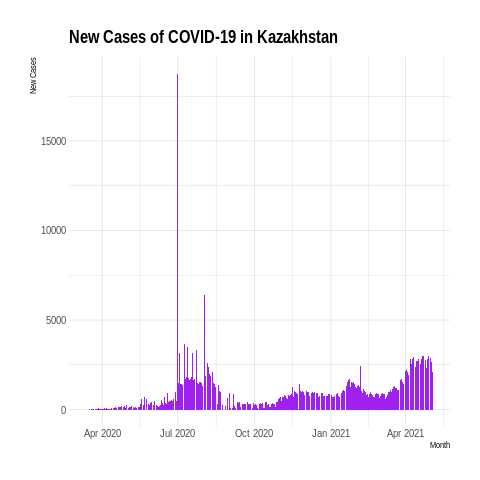 New Cases of COVID-19 in Kazakhstan
New Cases
15000
10000
5000
0
Apr 2020 Jul 2020 Oct 2020 Jan 2021 Apr 2021
Month